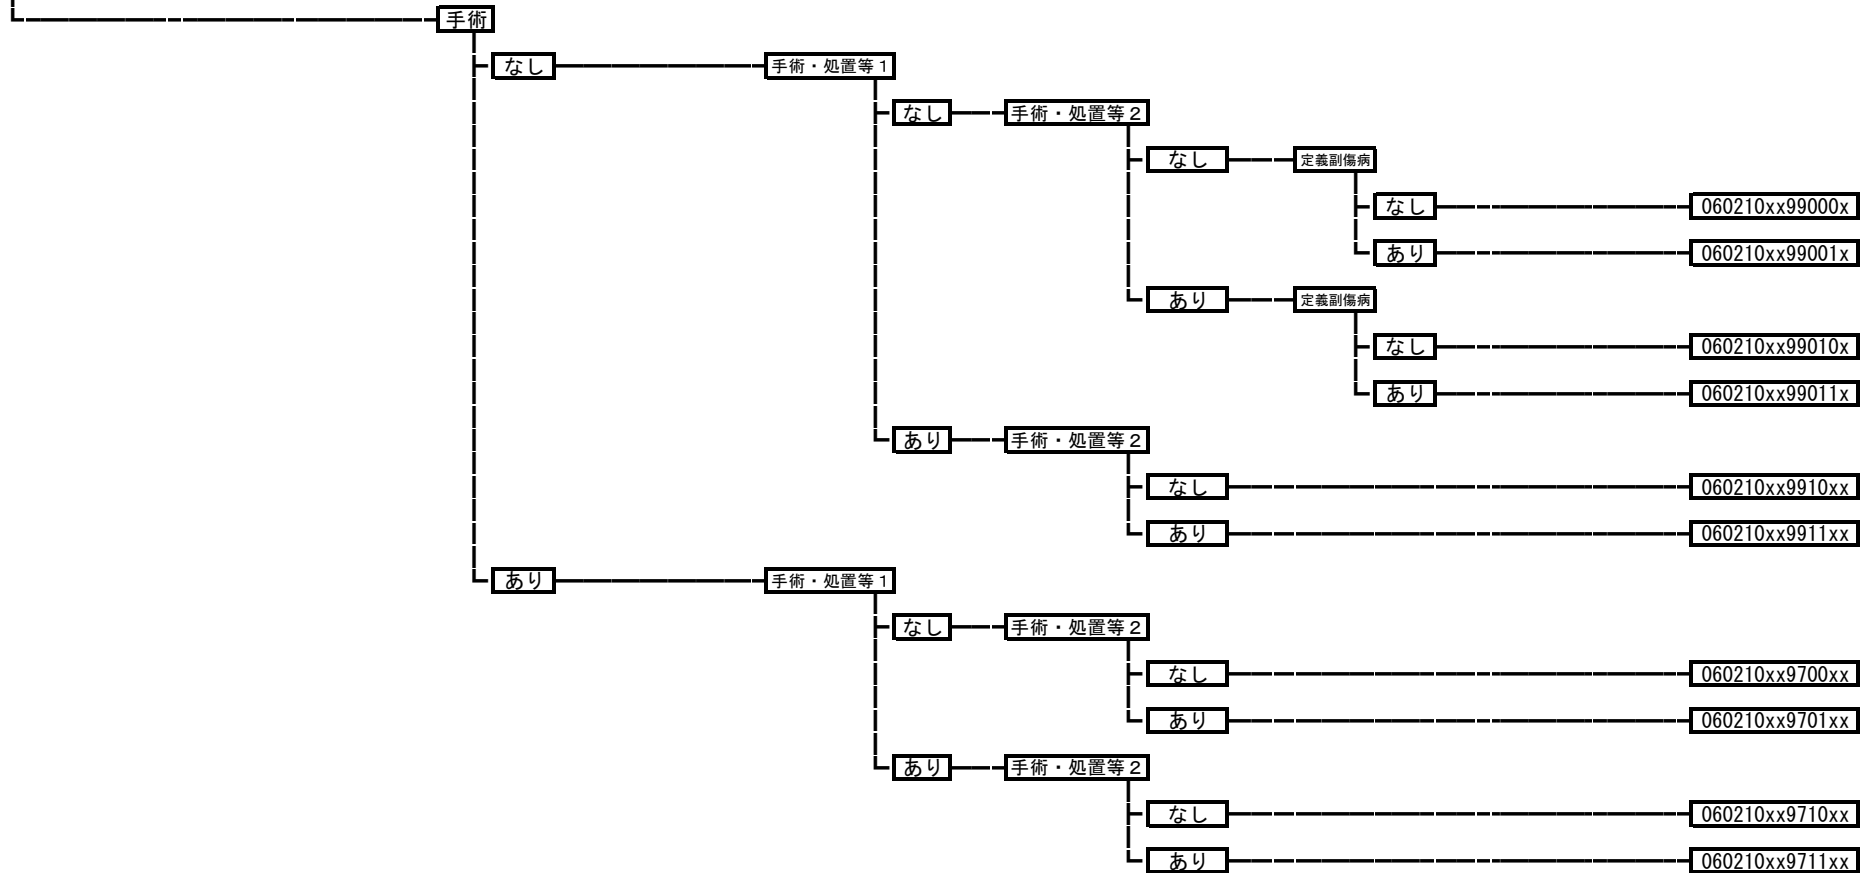 手術
なし 手術・処置等1
なし 手術・処置等2
なし 定義副傷病
なし 060210xx99000x
あり 060210xx99001x
あり 定義副傷病
なし 060210xx99010x
あり 060210xx99011x
あり 手術・処置等2
なし 060210xx9910xx
あり 060210xx9911xx
あり 手術・処置等1
なし 手術・処置等2
なし 060210xx9700xx
あり 060210xx9701xx
あり 手術・処置等2
なし 060210xx9710xx
あり 060210xx9711xx